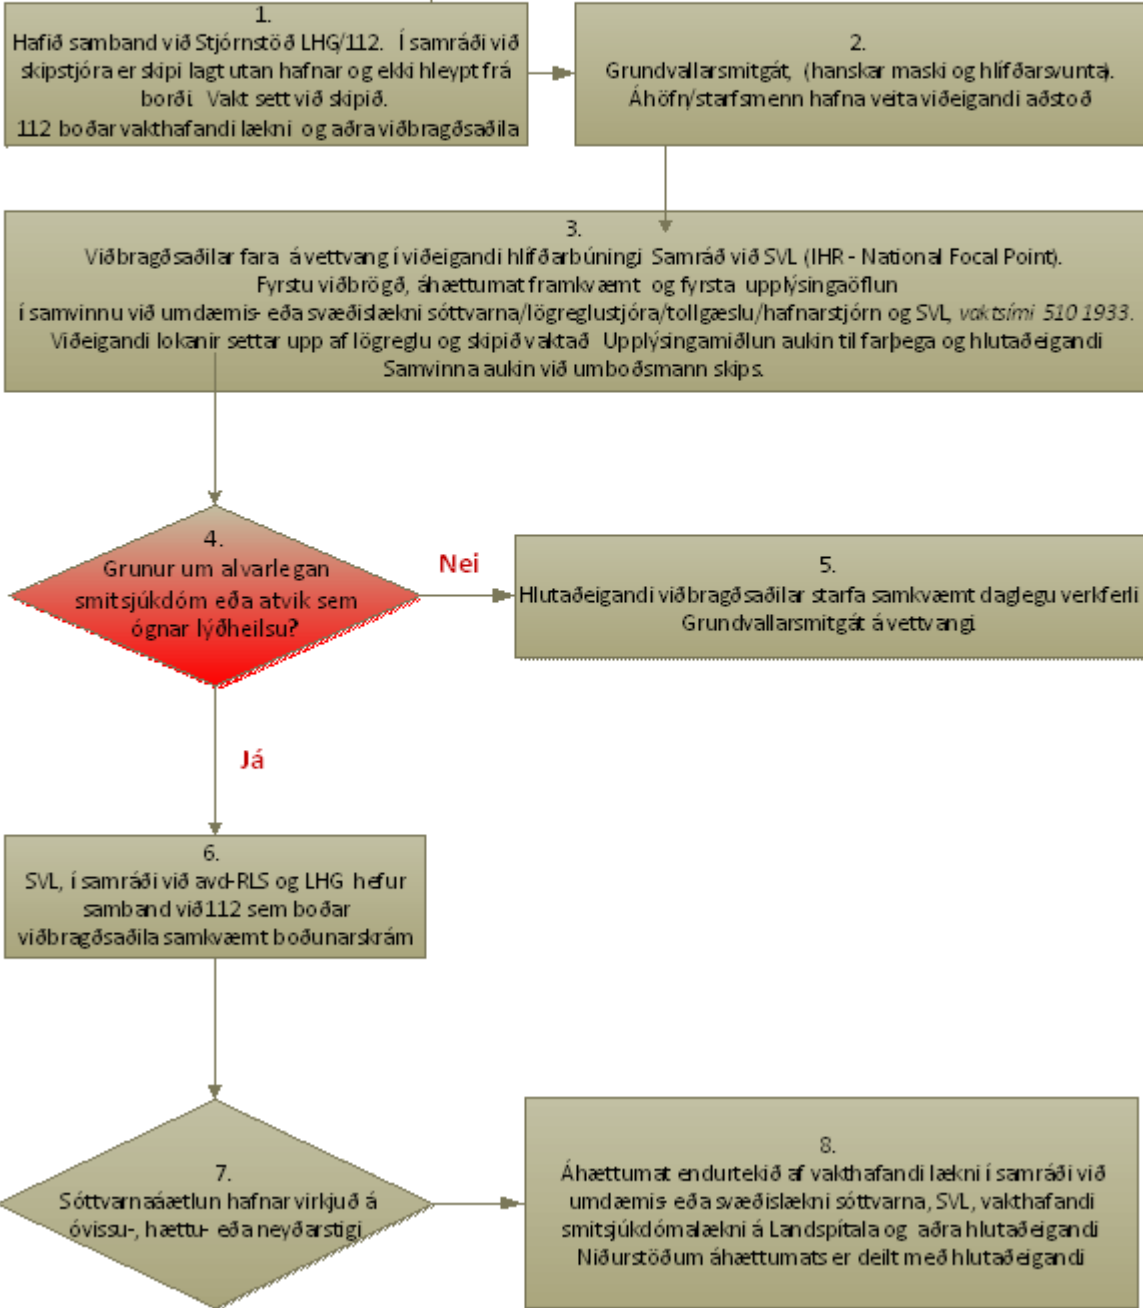 1.
Hafið samband við Stjórnstöð LHG/112. Í samráði við
skipstjóra er skipi lagt utan hafnar og ekki hleypt frá
borði. Vakt sett við skipið.
112 boðar vakthafandi lækni og aðra viðbragðsaðila
2.
Grundvallarsmitgát, (hanskar maski og hlífðarsvunta).
Áhöfn/starfsmenn hafna veita viðeigandi aðstoð
3.
Viðbragðsaðilar fara á vettvang í viðeigandi hlífðarbúningi Samráð við SVL (IHR - National Focal Point).
Fyrstu viðbrögð, áhættumat framkvæmt og fyrsta upplýsingaöflun
í samvinnu við umdæmis- eða svæðislækni sóttvarna/lögreglustjóra/tollgæslu/hafnarstjórn og SVL, vaktsími 510 1933.
Viðeigandi lokanir settar upp af lögreglu og skipið vaktað Upplýsingamiðlun aukin til farþega og hlutaðeigandi
Samvinna aukin við umboðsmann skips.
4.
Grunur um alvarlegan
smitsjúkdóm eða atvik sem
ógnar lýðheilsu?
Nei
5.
Hlutaðeigandi viðbragðsaðilar starfa samkvæmt daglegu verkferli
Grundvallarsmitgát á vettvangi
Já
6.
SVL, í samráði við avd-RLS og LHG hefur
samband við 112 sem boðar
viðbragðsaðila samkvæmt boðunarskrám
7.
Sóttvarnaáætlun hafnar virkjuð á
óvissu-, hættu- eða neyðarstigi
8.
Áhættumat endurtekið af vakthafandi lækni í samráði við
umdæmis- eða svæðislækni sóttvarna, SVL, vakthafandi
smitsjúkdómalækni á Landspítala og aðra hlutaðeigandi
Niðurstöðum áhættumats er deilt með hlutaðeigandi